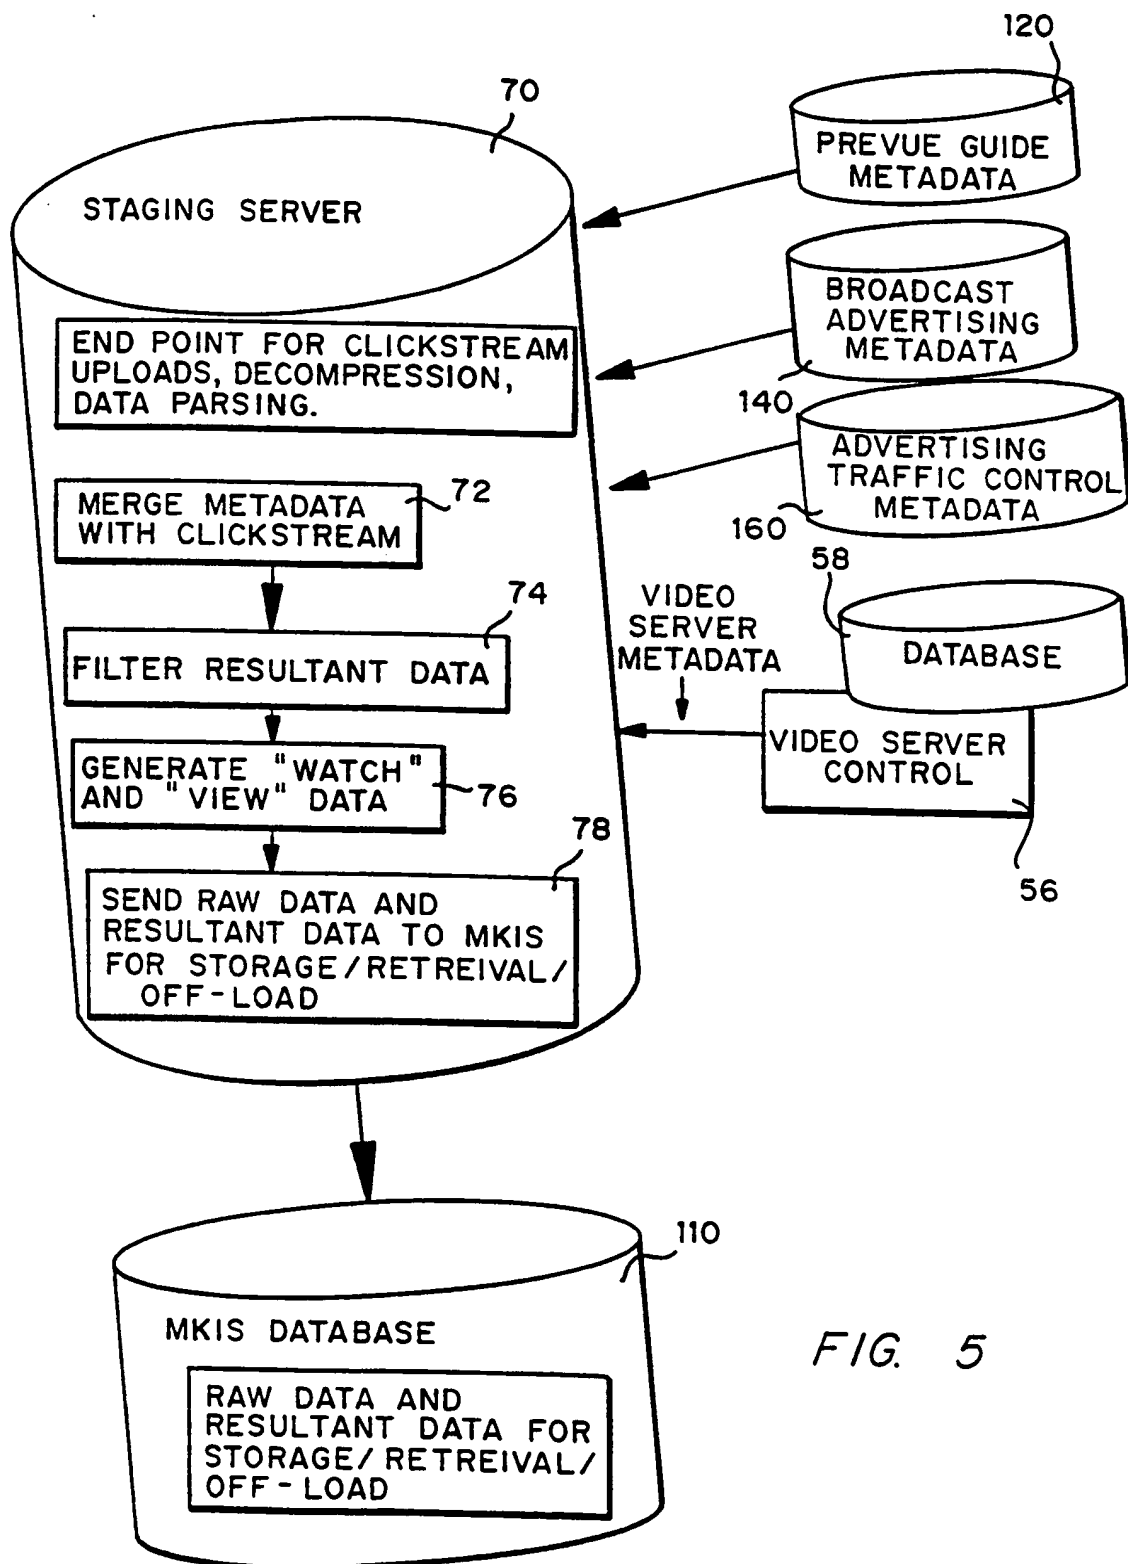 120
70
PREVUE GUIDE
METADATA
STAGING SERVER
BROADCAST
ADVERTISING
METADATA
140
END POINT FOR CLICKSTREAM
UPLOADS, DECOMPRESSION,
DATA PARSING.
ADVERTISING
TRAFFIC CONTROL
METADATA
160
72
MERGE METADATA
WITH CLICKSTREAM
58
DATABASE
74
VIDEO
SERVER
METADATA
FILTER RESULTANT DATA
VIDEO SERVER
CONTROL
56
GENERATE "WATCH"
AND "VIEW" DATA
76
78
SEND RAW DATA AND
RESULTANT DATA TO MKIS
FOR STORAGE/RETREIVAL/
OFF-LOAD
110
MKIS DATABASE
RAW DATA AND
RESULTANT DATA FOR
STORAGE/RETREIVAL/
OFF-LOAD
FIG. 5